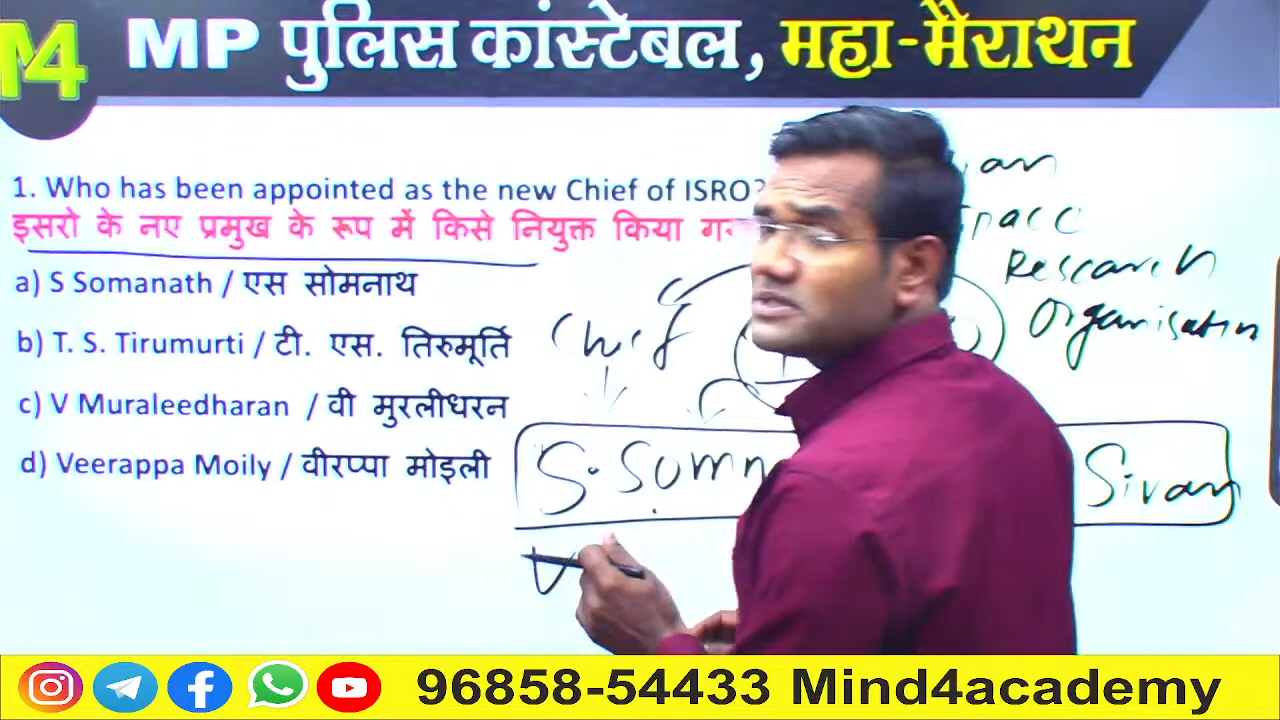 M4
MP पुलिस कांस्टेबल, महा-मैराथन
1. Who has been appointed as the new Chief of ISRO?
इसरो के नए प्रमुख के रूप में किसे नियुक्त किया
a) S Somanath / एस सोमनाथ
b) T. S. Tirumurti / टी. एस. तिरुमूर्ति
c) V Muraleedharan / वी मुरलीधरन
d) Veerappa Moily / वीरप्पा मोइली
Research
Organisation
Chief
S. Somn
Sivan
96858-54433 Mind4academy